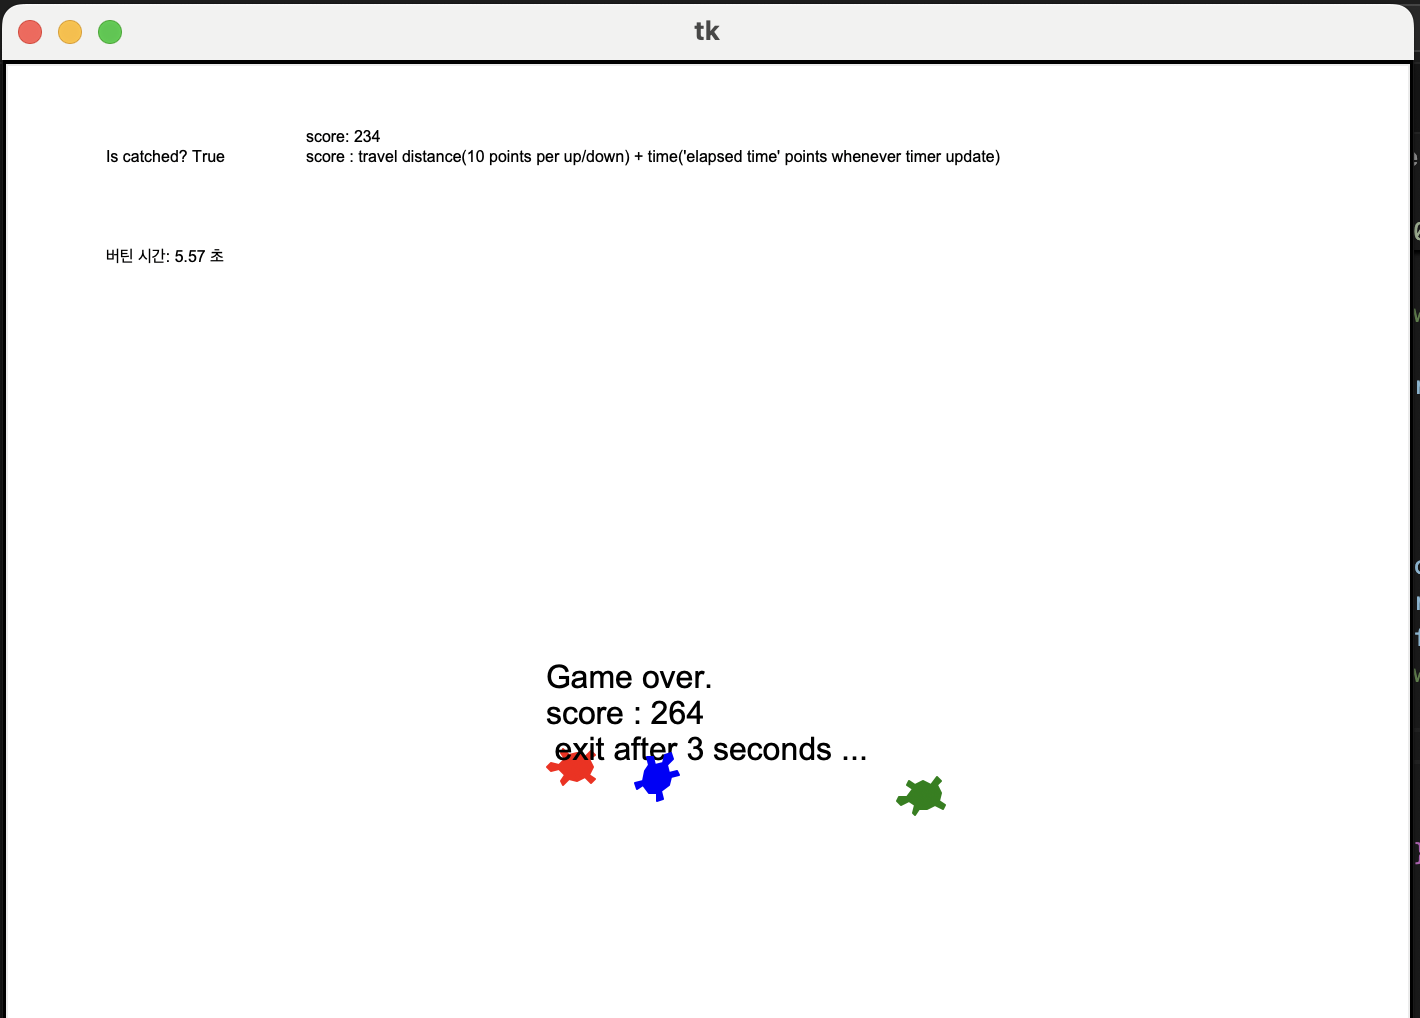 tk
score: 234
Is catched? True
score : travel distance(10 points per up/down) + time('elapsed time' points whenever timer update)
버틴 시간: 5.57 초
Game over.
score : 264
exit after 3 seconds ...